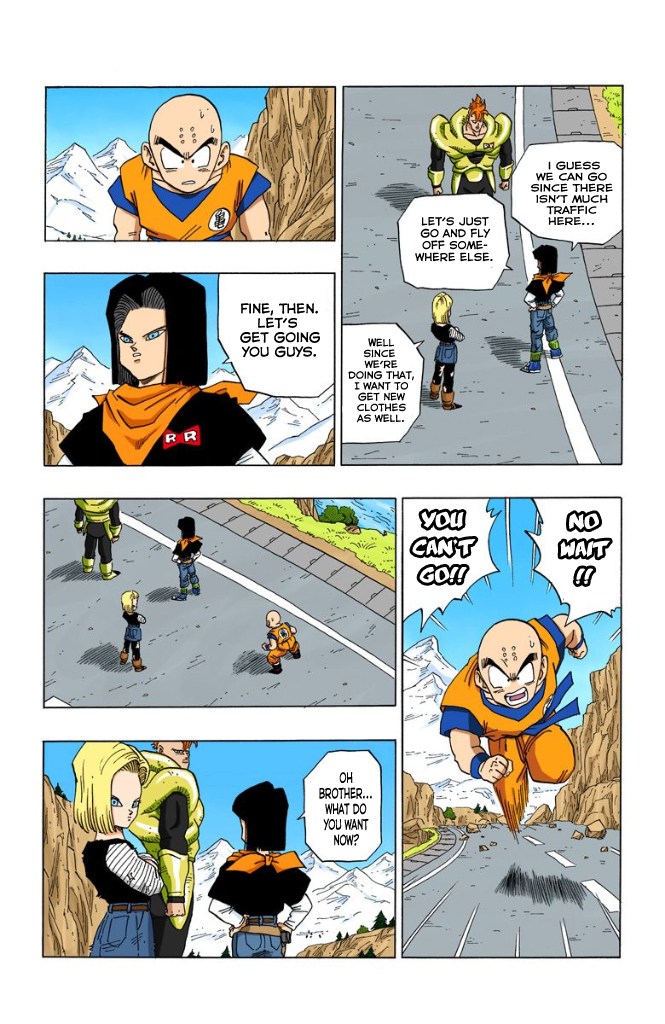 I GUESS
WE CAN GO
SINCE THERE
ISN'T MUCH
TRAFFIC
HERE...
LET'S JUST
GO AND FLY
OFF SOME-
WHERE ELSE.
WELL
SINCE
WE'RE
DOING THAT,
I WANT TO
GET NEW
CLOTHES
AS WELL.
FINE, THEN.
LET'S
GET GOING
YOU GUYS.
RR
NO
WAIT
!!
YOU
CAN'T
GO!!
OH
BROTHER...
WHAT DO
YOU WANT
NOW?